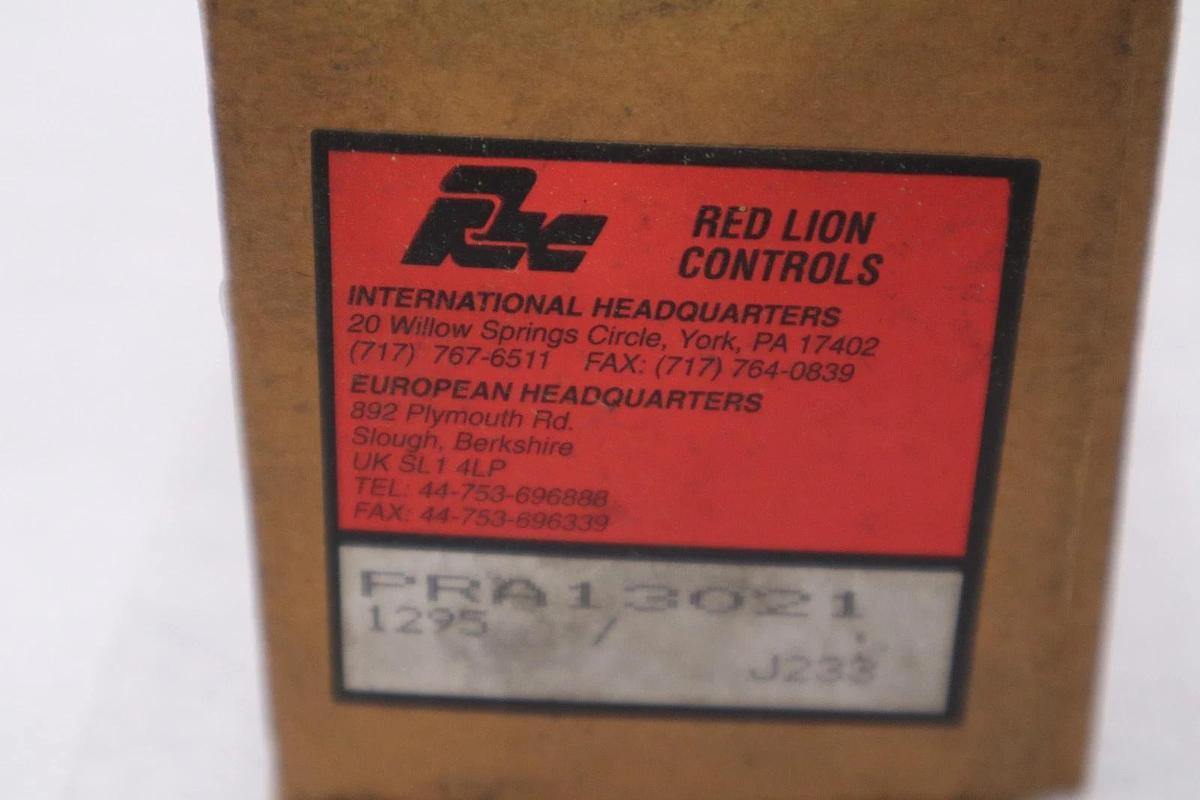 RLC
RED LION
CONTROLS
INTERNATIONAL HEADQUARTERS
20 Willow Springs Circle, York, PA 17402
(717) 767-6511 FAX: (717) 764-0839
EUROPEAN HEADQUARTERS
892 Plymouth Rd.
Slough, Berkshire
UK SL1 4LP
TEL: 44-753-696888
FAX: 44-753-696339
PRA13021
1295 /
J233